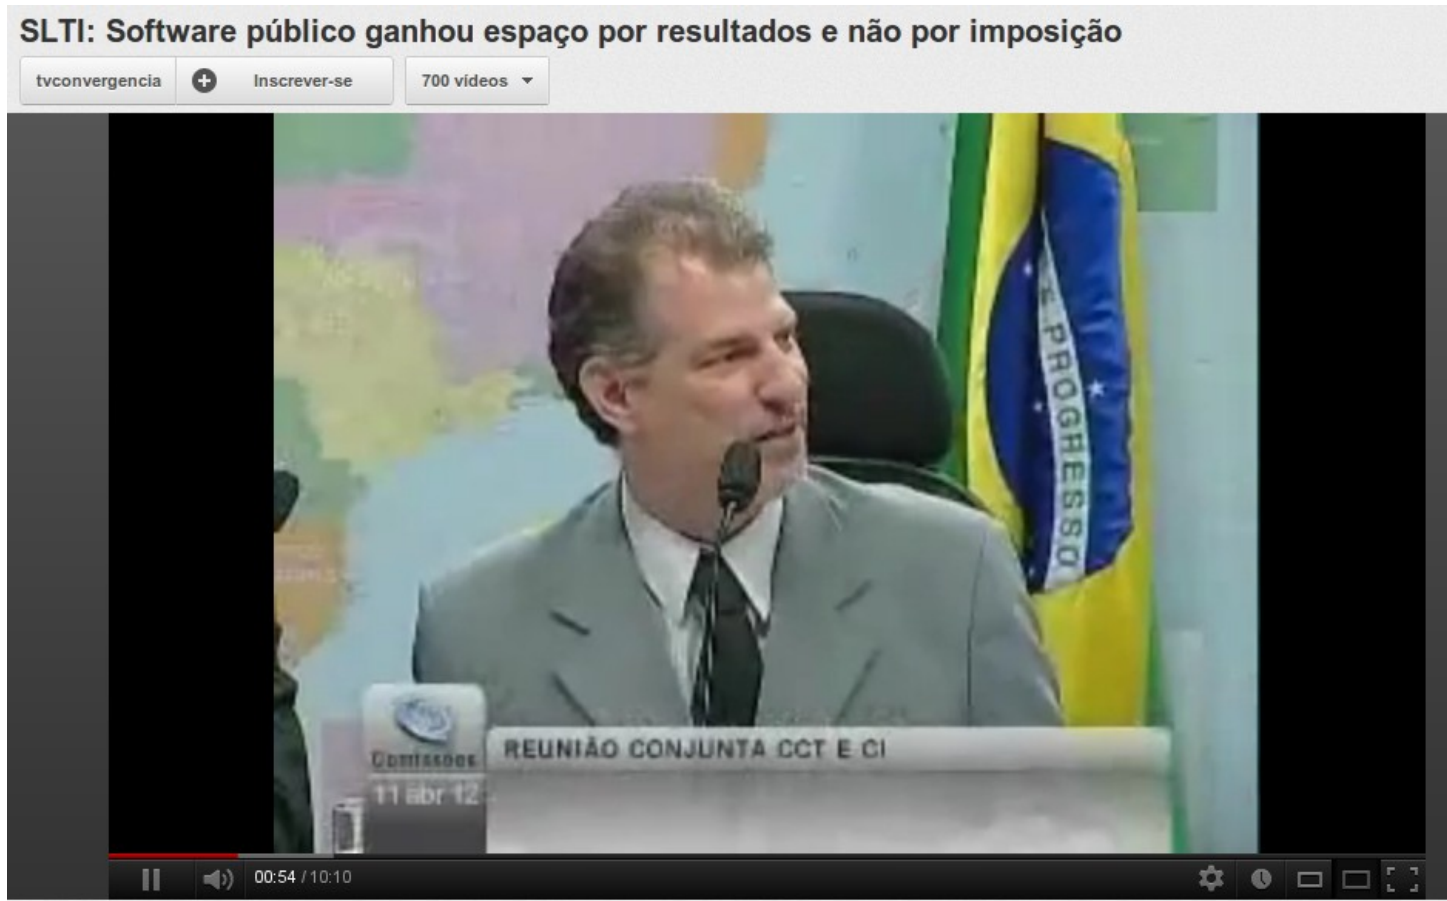 SLTI: Software público ganhou espaço por resultados e não por imposição
tvconvergencia
Inscrever-se
700 vídeos
E PROGRESSO
REUNIÃO CONJUNTA CCT E CI
Comissões
11 abr 12
00:54 / 10:10